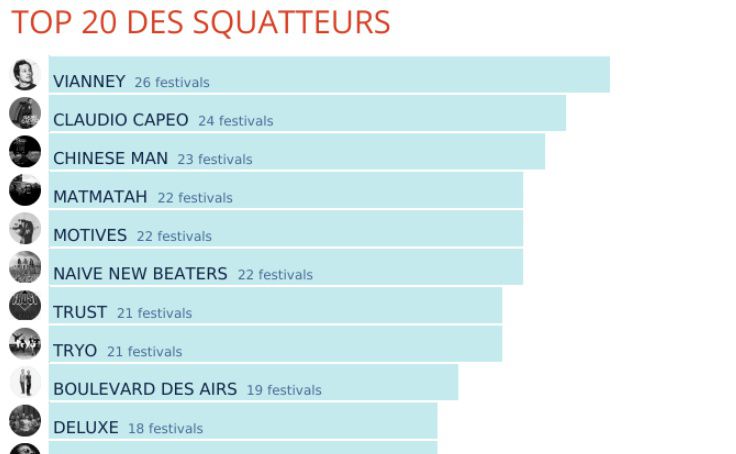 TOP 20 DES SQUATTEURS
VIANNEY 26 festivals
CLAUDIO CAPEO 24 festivals
CHINESE MAN 23 festivals
MATMATAH 22 festivals
MOTIVES 22 festivals
NAIVE NEW BEATERS 22 festivals
TRUST 21 festivals
TRYO 21 festivals
BOULEVARD DES AIRS 19 festivals
DELUXE 18 festivals